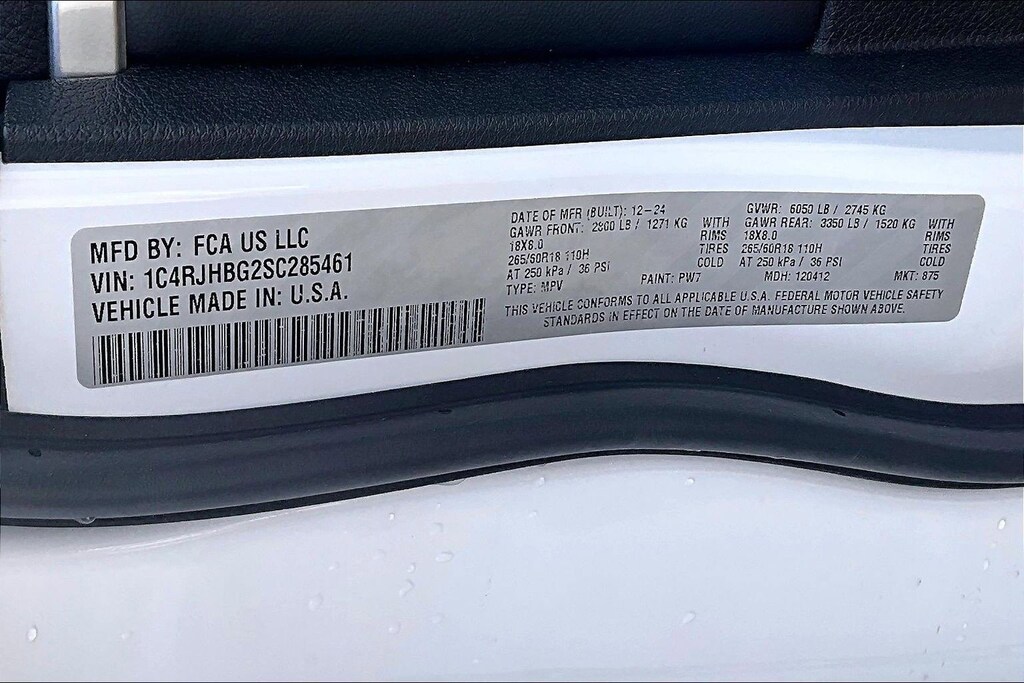 MFD BY: FCA US LLC
VIN: 1C4RJHBG2SC285461
VEHICLE MADE IN: U.S.A.
DATE OF MFR (BUILT): 12-24 GVWR: 6050 LB / 2745 KG
GAWR FRONT: 2800 LB / 1271 KG WITH GAWR REAR: 3350 LB / 1520 KG WITH
18X8.0 RIMS 18X8.0 RIMS
265/60R18 110H TIRES 265/60R18 110H TIRES
AT 250 kPa / 36 PSI COLD AT 250 kPa / 36 PSI COLD
TYPE: MPV PAINT: PW7 MDH: 120412 MKT: 875
THIS VEHICLE CONFORMS TO ALL APPLICABLE U.S.A. FEDERAL MOTOR VEHICLE SAFETY
STANDARDS IN EFFECT ON THE DATE OF MANUFACTURE SHOWN ABOVE.